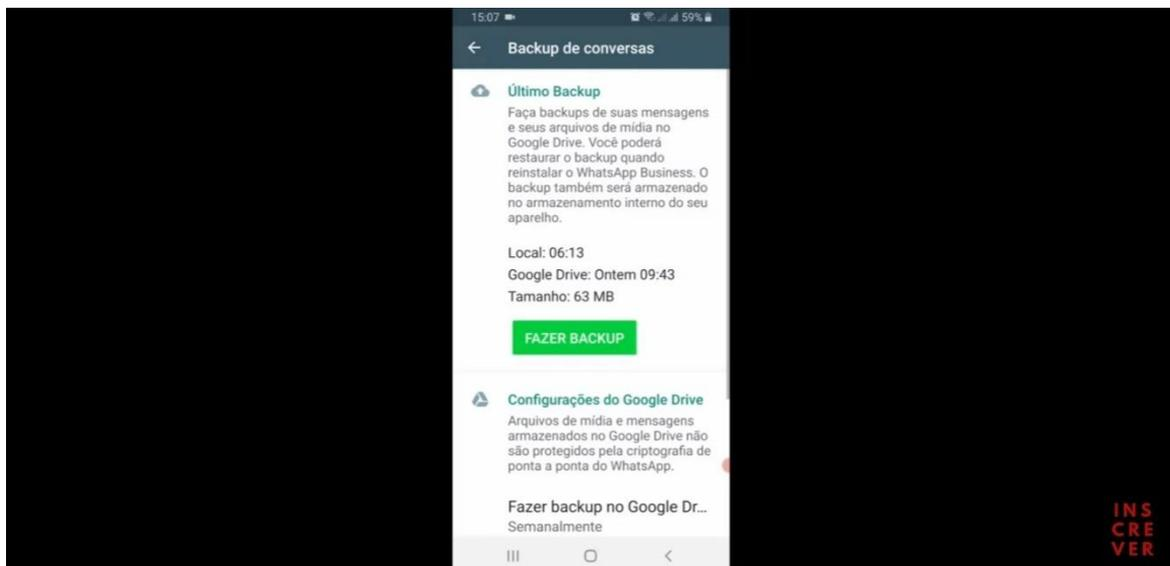 15:07 59%
Backup de conversas
Último Backup
Faça backups de suas mensagens
e seus arquivos de mídia no
Google Drive. Você poderá
restaurar o backup quando
reinstalar o WhatsApp Business. O
backup também será armazenado
no armazenamento interno do seu
aparelho.
Local: 06:13
Google Drive: Ontem 09:43
Tamanho: 63 MB
FAZER BACKUP
Configurações do Google Drive
Arquivos de mídia e mensagens
armazenados no Google Drive não
são protegidos pela criptografia de
ponta a ponta do WhatsApp.
Fazer backup no Google Dr...
Semanalmente
INS
CRE
VER